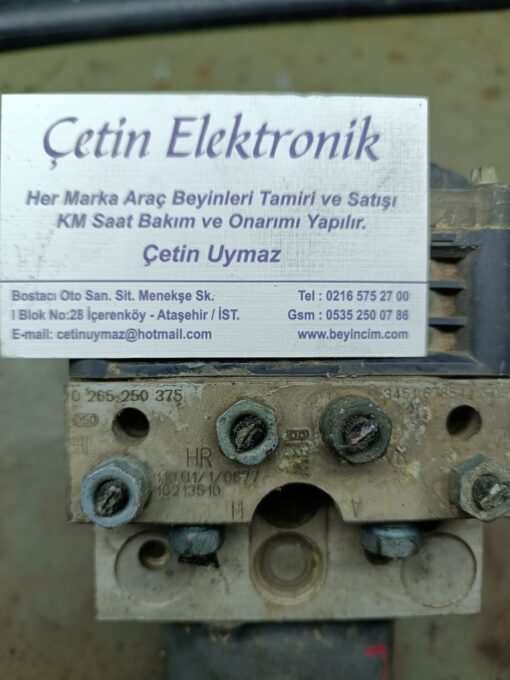 Çetin Elektronik
Her Marka Araç Beyinleri Tamiri ve Satışı
KM Saat Bakım ve Onarımı Yapılır.
Çetin Uymaz
Bostacı Oto San. Sit. Menekşe Sk. Tel : 0216 575 27 00
I Blok No:28 İçerenköy - Ataşehir / İST. Gsm : 0535 250 07 86
E-mail: cetinuymaz@hotmail.com www.beyincim.com
0 265 250 375
HL
HR
10213510